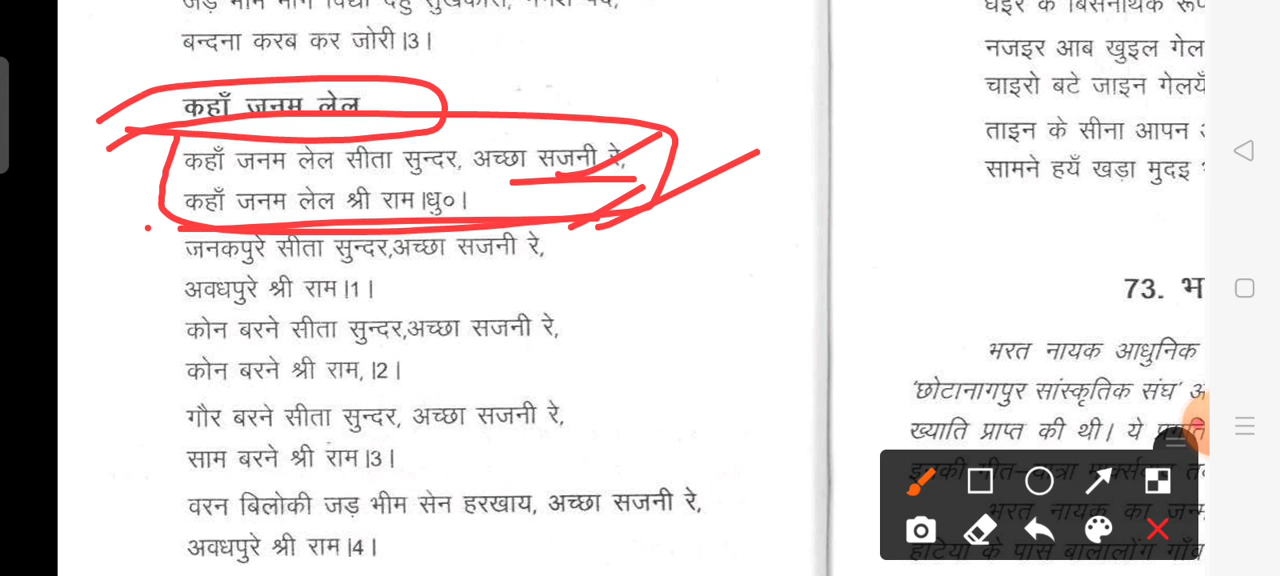 बन्दना करब कर जोरी।3।
कहाँ जनम लेल
कहाँ जनम लेल सीता सुन्दर, अच्छा सजनी रे,
कहाँ जनम लेल श्री राम।धु०।
जनकपुरे सीता सुन्दर,अच्छा सजनी रे,
अवधपुरे श्री राम।1।
कोन बरने सीता सुन्दर,अच्छा सजनी रे,
कोन बरने श्री राम,।2।
गौर बरने सीता सुन्दर, अच्छा सजनी रे,
साम बरने श्री राम।3।
वरन बिलोकी जड़ भीम सेन हरखाय, अच्छा सजनी रे,
अवधपुरे श्री राम।4।
नजइर आब खुइल गेल
चाइरो बटे जाइन गेलयँ
ताइन के सीना आपन
सामने हयँ खड़ा मुदइ
73. भ
भरत नायक आधुनिक
'छोटानागपुर सांस्कृतिक संघ'
ख्याति प्राप्त की थी। ये
भरत नायक का